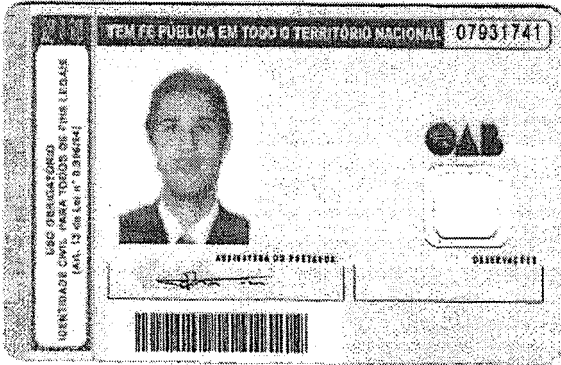 TEM FÉ PÚBLICA EM TODO O TERRITÓRIO NACIONAL 07931741
USO OBRIGATÓRIO
IDENTIDADE CIVIL PARA TODOS OS FINS LEGAIS
(Art. 13 da Lei nº 8.906/94)
OAB
ASSINATURA DO PORTADOR
OBSERVAÇÕES